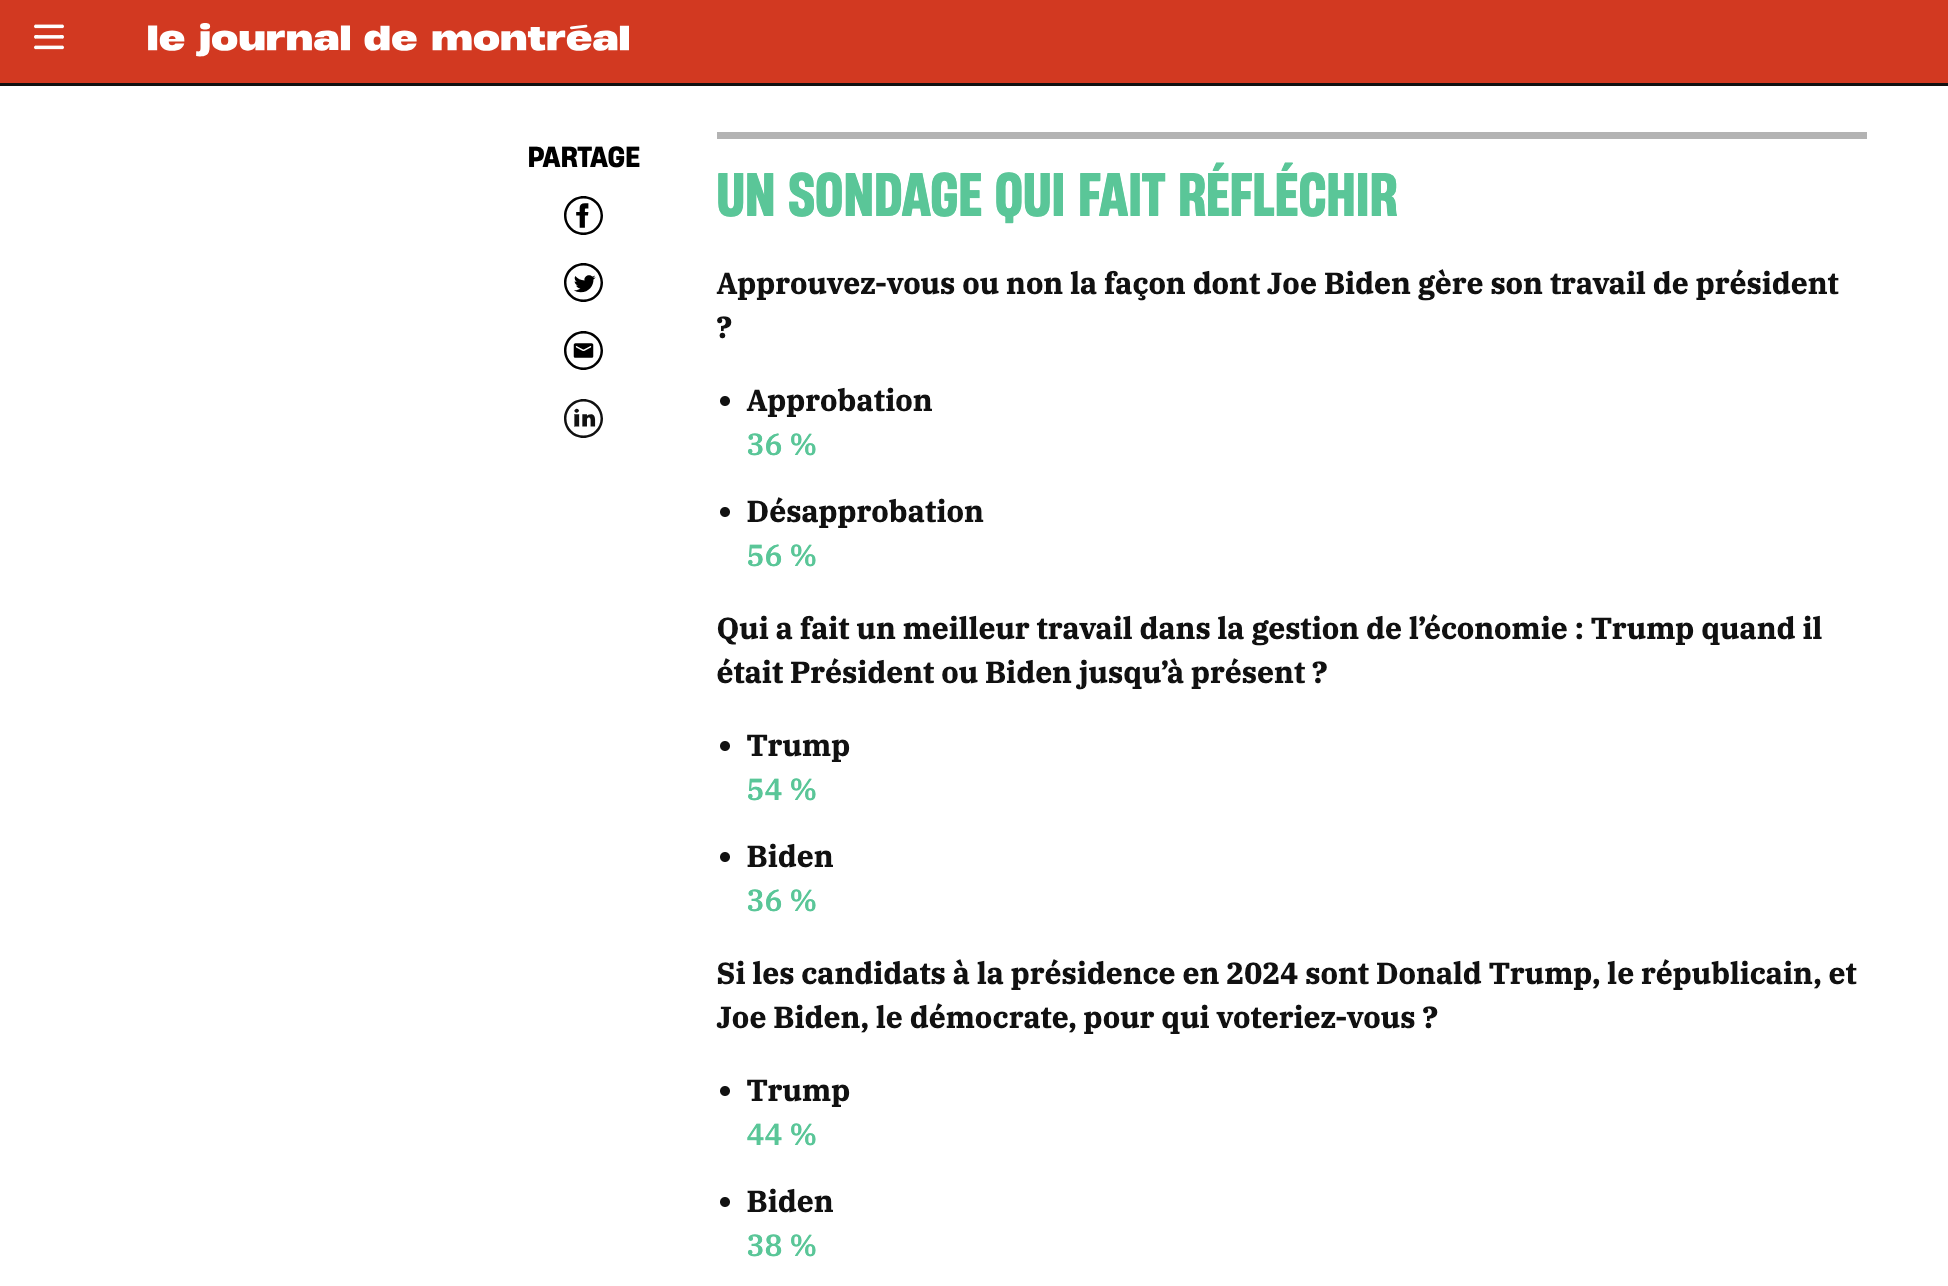 le journal de montréal
PARTAGE
UN SONDAGE QUI FAIT RÉFLÉCHIR
Approuvez-vous ou non la façon dont Joe Biden gère son travail de président
?
• Approbation
36 %
• Désapprobation
56 %
Qui a fait un meilleur travail dans la gestion de l’économie : Trump quand il
était Président ou Biden jusqu’à présent ?
• Trump
54 %
• Biden
36 %
Si les candidats à la présidence en 2024 sont Donald Trump, le républicain, et
Joe Biden, le démocrate, pour qui voteriez-vous ?
• Trump
44 %
• Biden
38 %